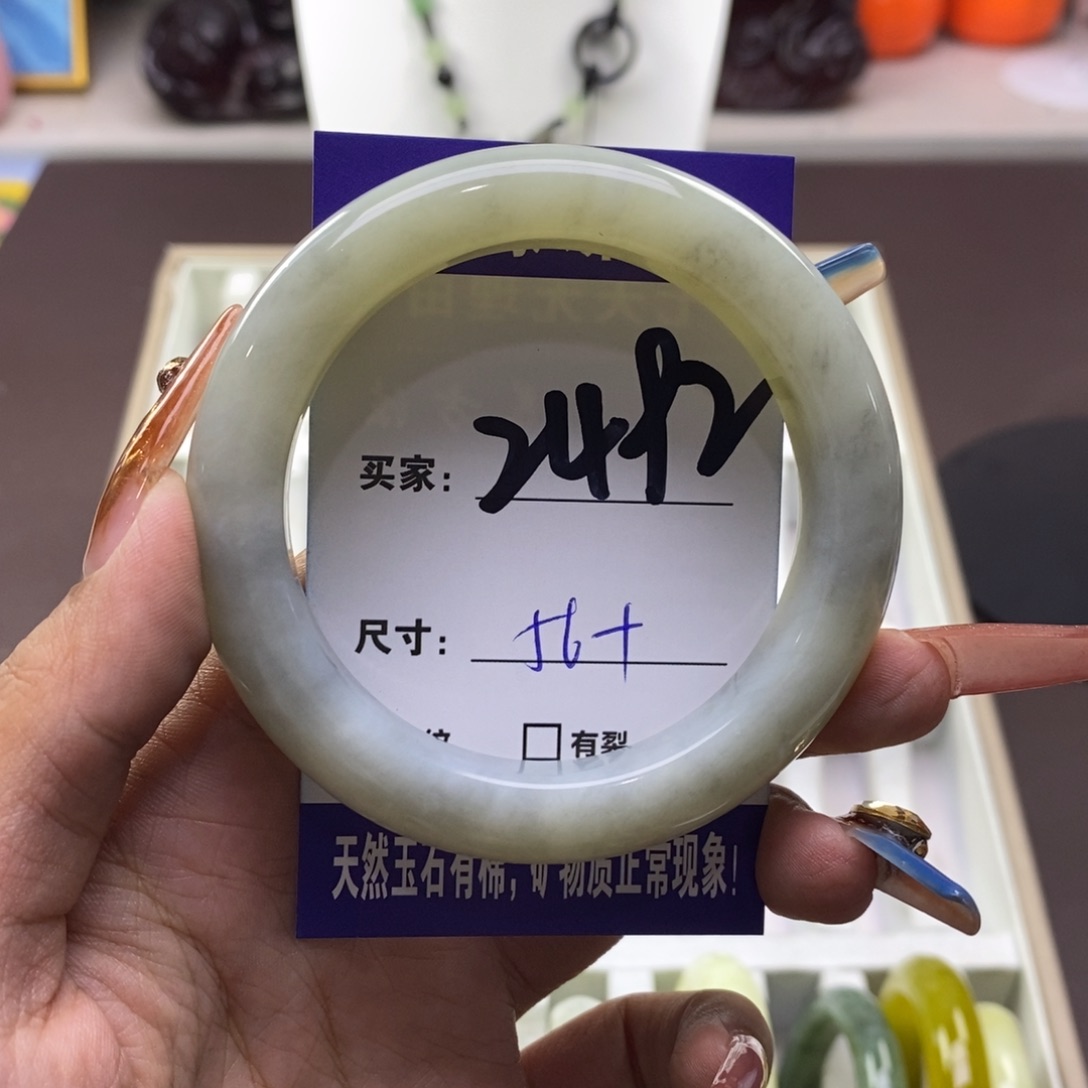 买家: 2492
尺寸: 56+
纹 □ 有裂
天然玉石有棉, 矿物质正常现象!